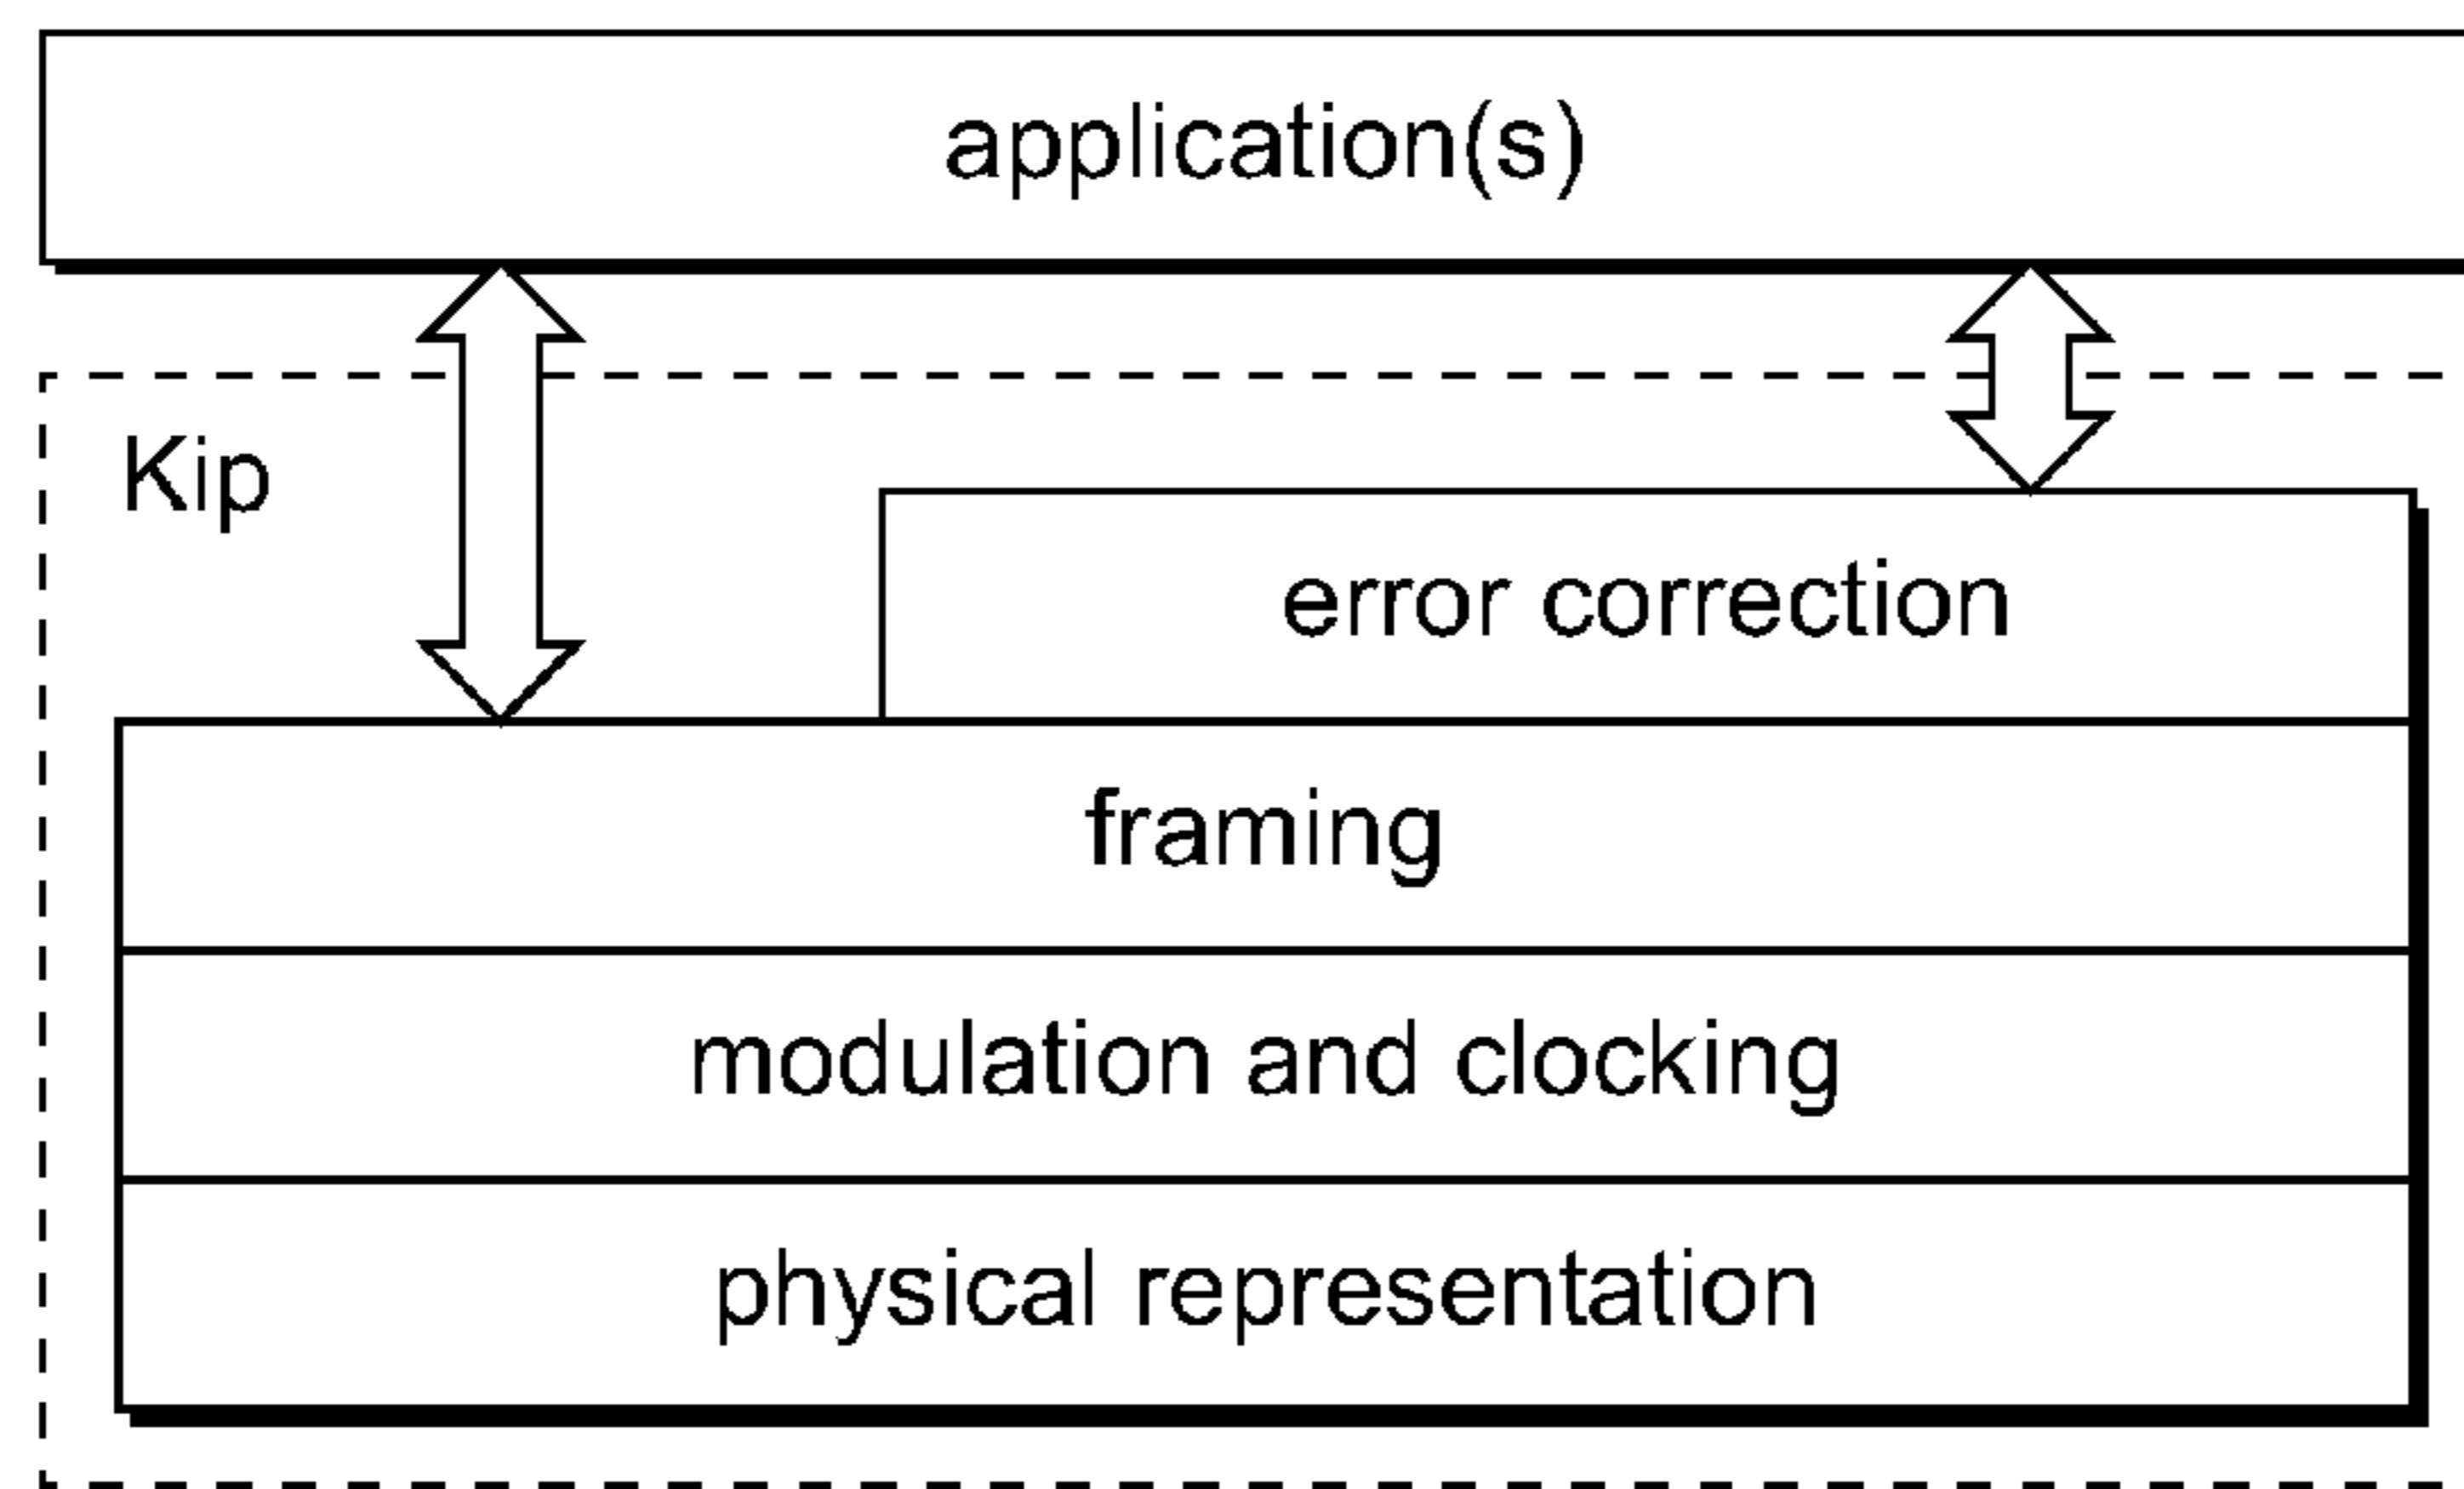 application(s)
Kip
error correction
framing
modulation and clocking
physical representation